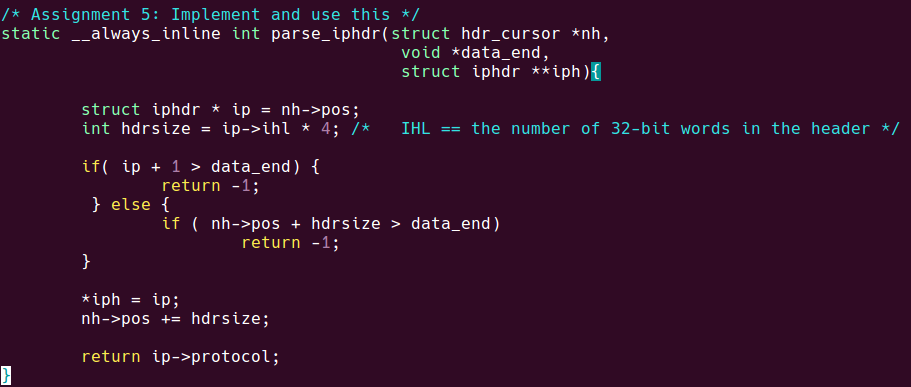 /* Assignment 5: Implement and use this */
static __always_inline int parse_iphdr(struct hdr_cursor *nh,
                                        void *data_end,
                                        struct iphdr **iph){

        struct iphdr * ip = nh->pos;
        int hdrsize = ip->ihl * 4; /*   IHL == the number of 32-bit words in the header */

        if( ip + 1 > data_end) {
                return -1;
         } else {
                if ( nh->pos + hdrsize > data_end)
                        return -1;
        }

        *iph = ip;
        nh->pos += hdrsize;

        return ip->protocol;
}